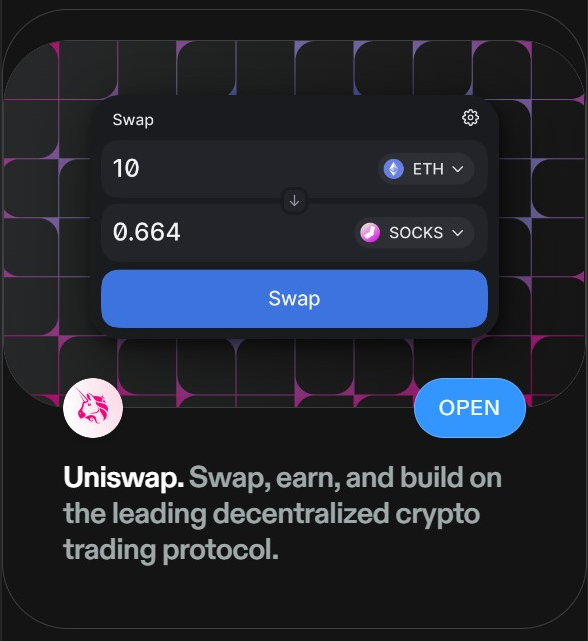 Swap
10
ETH
0.664
SOCKS
Swap
OPEN
Uniswap. Swap, earn, and build on
the leading decentralized crypto
trading protocol.